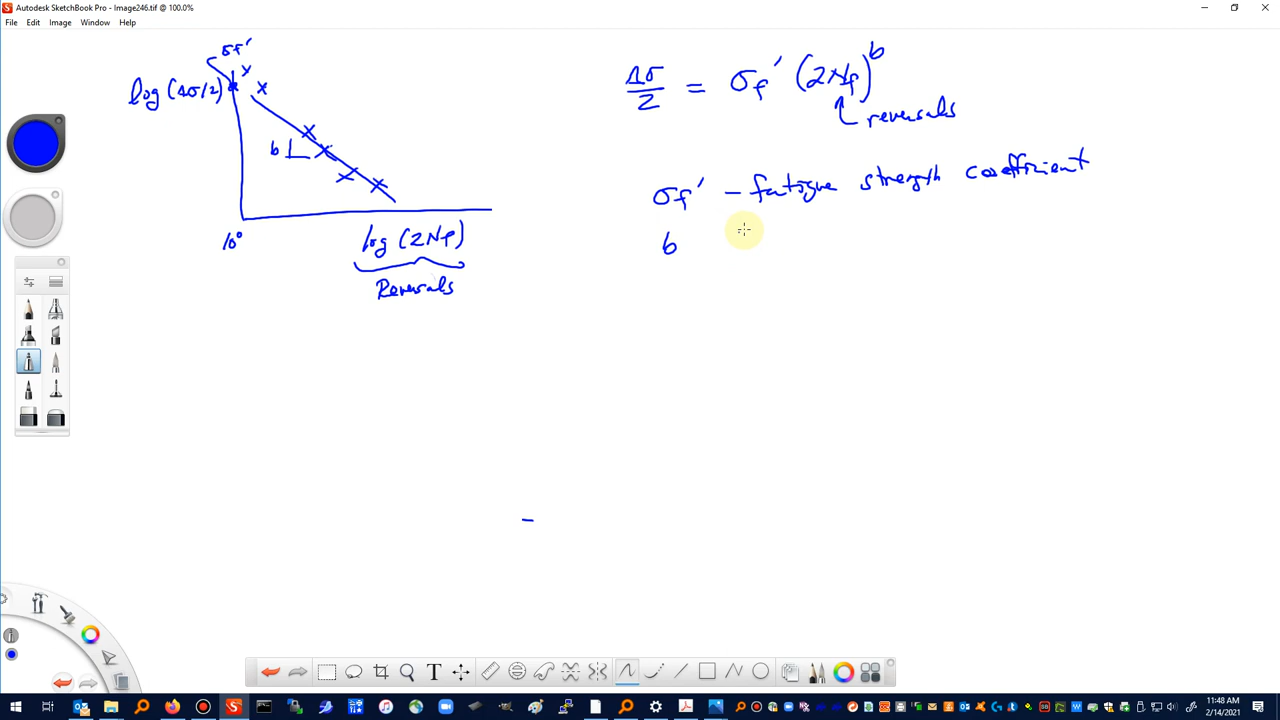 Autodesk SketchBook Pro - Image246.tif @ 100.0%
File Edit Image Window Help
σf'
log (Δσ/2)
b
10⁰
log (2Nf)
Reversals
Δσ/2 = σf' (2Nf)^b
reversals
σf' – fatigue strength coefficient
b
T
11:48 AM
2/14/2021